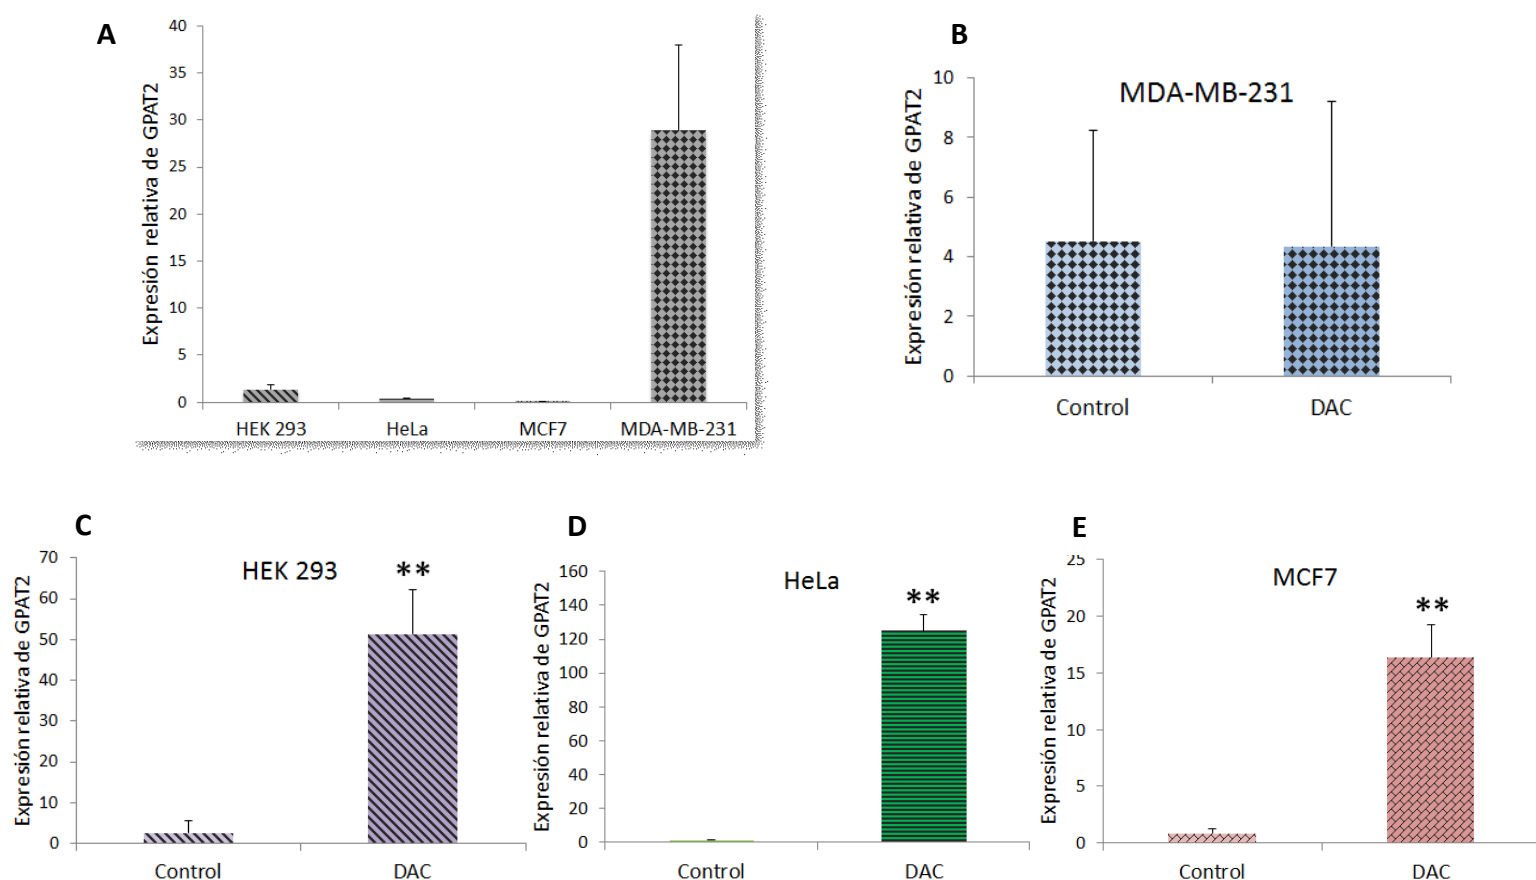 A
Expresión relativa de GPAT2
40
35
30
25
20
15
10
5
0
HEK 293 HeLa MCF7 MDA-MB-231
B
MDA-MB-231
Expresión relativa de GPAT2
10
8
6
4
2
0
Control DAC
C
HEK 293 **
Expresión relativa de GPAT2
70
60
50
40
30
20
10
0
Control DAC
D
HeLa
**
Expresión relativa de GPAT2
160
140
120
100
80
60
40
20
0
Control DAC
E
MCF7
**
Expresión relativa de GPAT2
25
20
15
10
5
0
Control DAC